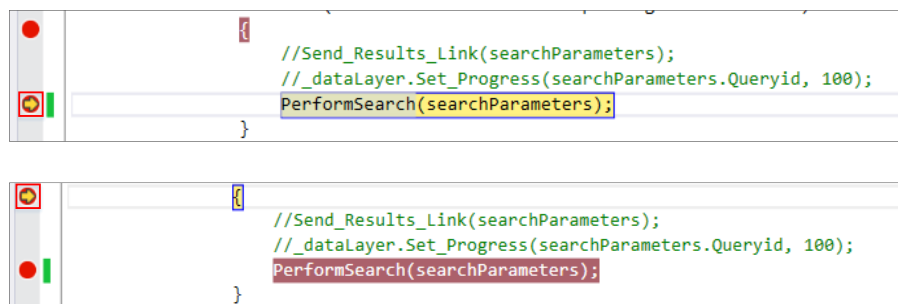 {
//Send_Results_Link(searchParameters);
//_dataLayer.Set_Progress(searchParameters.Queryid, 100);
PerformSearch(searchParameters);
}
{
//Send_Results_Link(searchParameters);
//_dataLayer.Set_Progress(searchParameters.Queryid, 100);
PerformSearch(searchParameters);
}